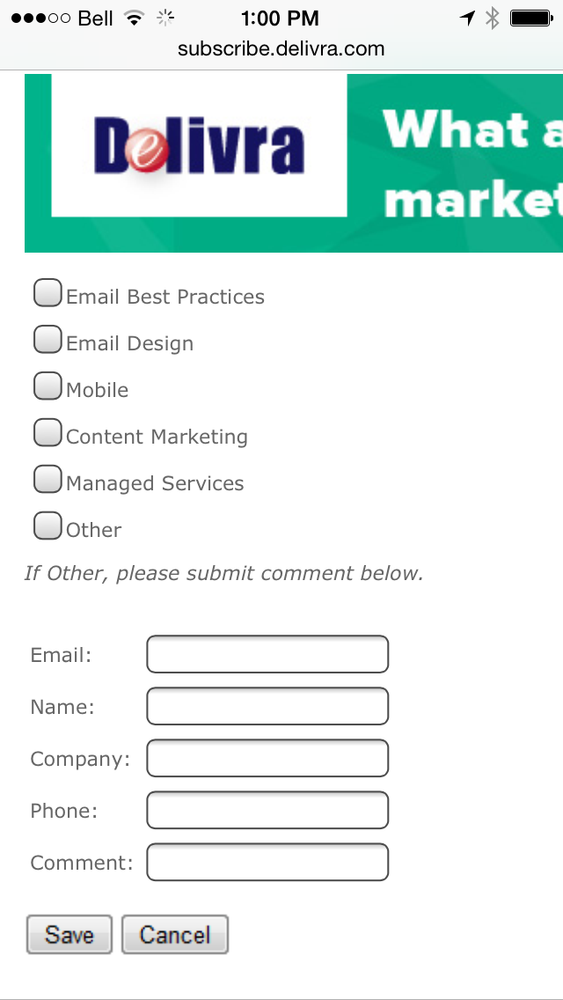 Bell 1:00 PM
subscribe.delivra.com
Delivra
What a
market
Email Best Practices
Email Design
Mobile
Content Marketing
Managed Services
Other
If Other, please submit comment below.
Email:
Name:
Company:
Phone:
Comment:
Save Cancel